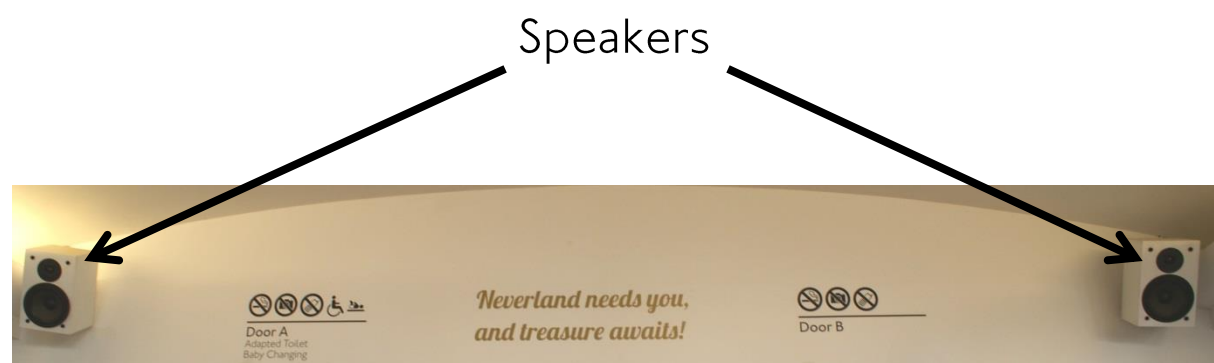 Speakers
Door A
Adapted Toilet
Baby Changing
Neverland needs you,
and treasure awaits!
Door B